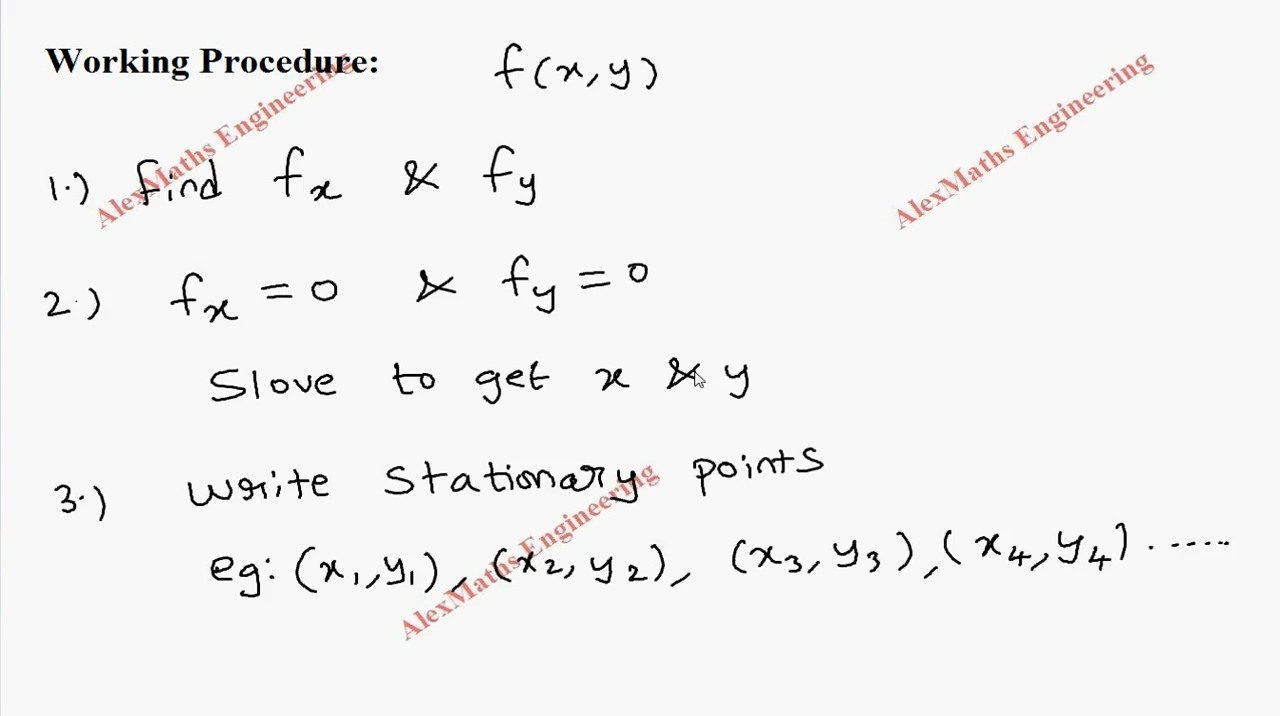 Working Procedure: f(x, y)
1.) Find fx & fy
2.) fx = 0 & fy = 0
Slove to get x & y
3.) Write Stationary points
eg: (x1, y1), (x2, y2), (x3, y3), (x4, y4) . .....
AlexMaths Engineering
AlexMaths Engineering
AlexMaths Engineering